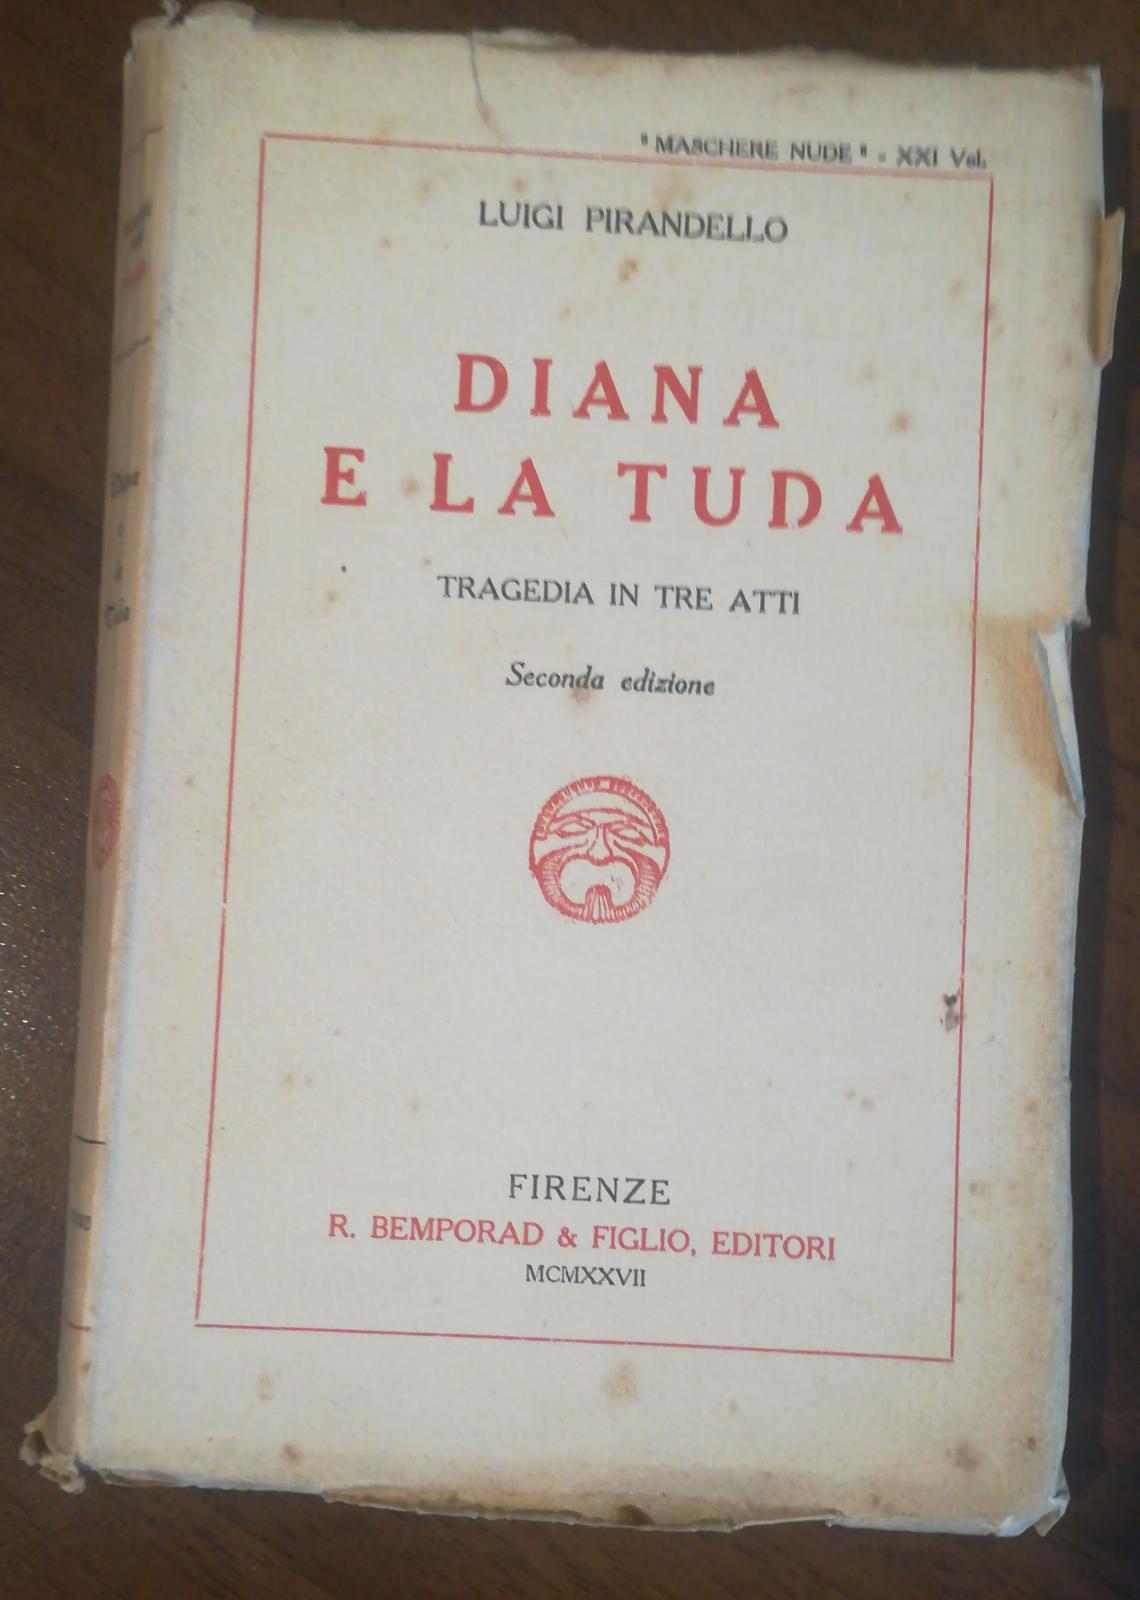 " MASCHERE NUDE " - XXI Vol.
LUIGI PIRANDELLO
DIANA
E LA TUDA
TRAGEDIA IN TRE ATTI
Seconda edizione
FIRENZE
R. BEMPORAD & FIGLIO, EDITORI
MCMXXVII